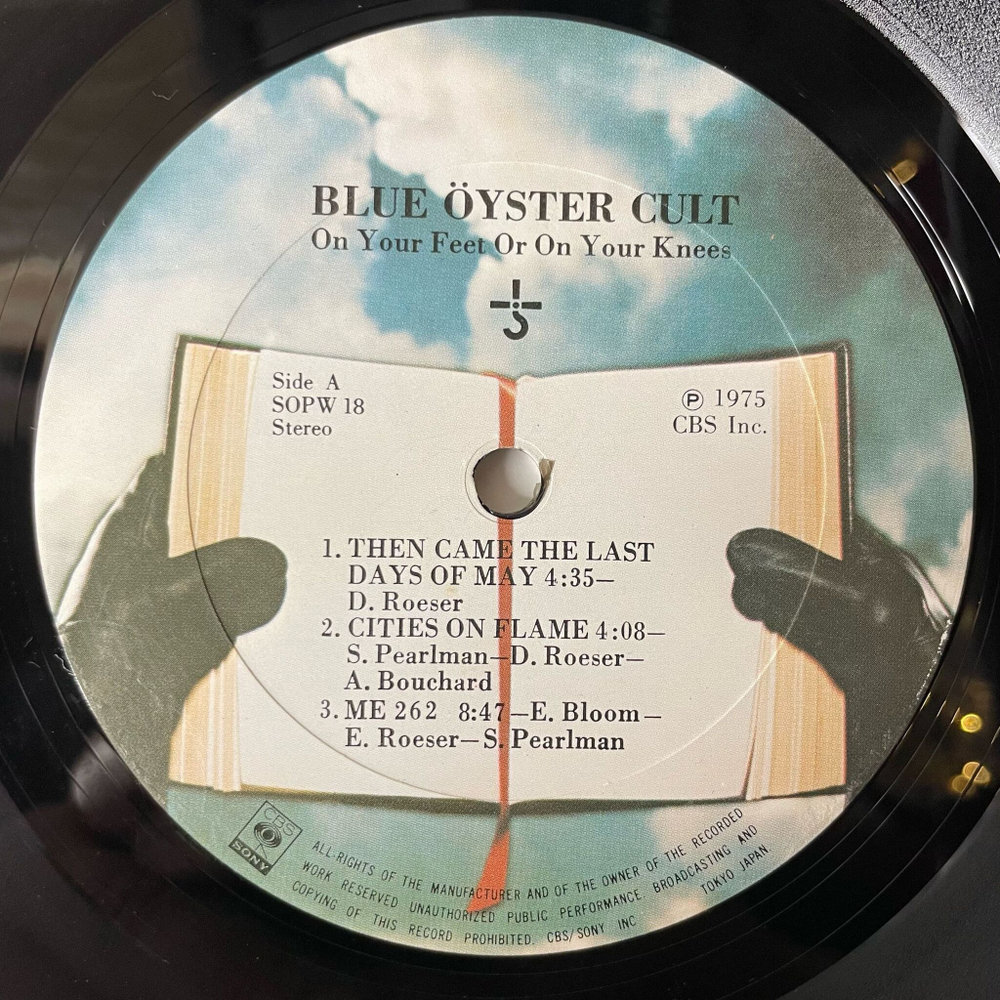 BLUE ÖYSTER CULT
On Your Feet Or On Your Knees
Side A
SOPW 18
Stereo
Ⓟ 1975
CBS Inc.
1. THEN CAME THE LAST
DAYS OF MAY 4:35—
D. Roeser
2. CITIES ON FLAME 4:08—
S. Pearlman—D. Roeser—
A. Bouchard
3. ME 262 8:47—E. Bloom—
E. Roeser—S. Pearlman
CBS
SONY
ALL RIGHTS OF THE MANUFACTURER AND OF THE OWNER OF THE RECORDED
WORK RESERVED UNAUTHORIZED PUBLIC PERFORMANCE BROADCASTING AND
COPYING OF THIS RECORD PROHIBITED. CBS/SONY INC TOKYO JAPAN.